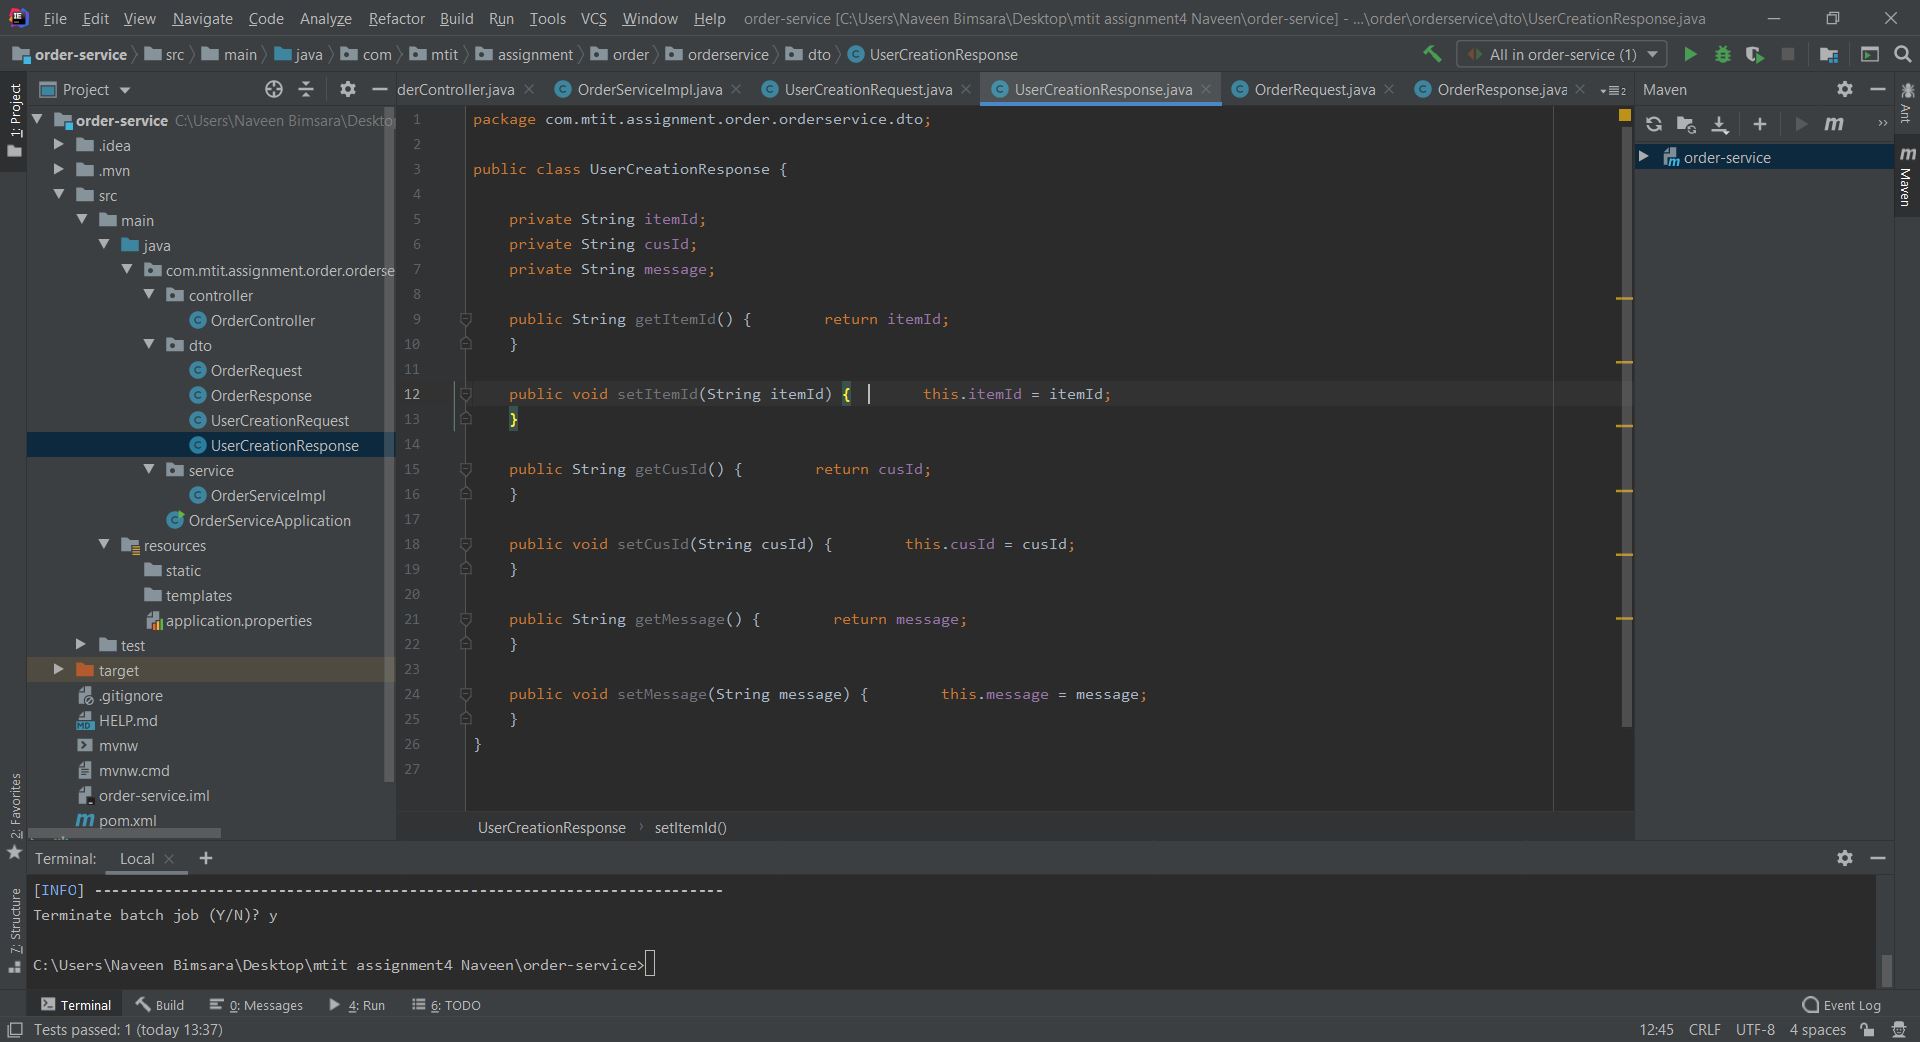 File Edit View Navigate Code Analyze Refactor Build Run Tools VCS Window Help order-service [C:\Users\Naveen Bimsara\Desktop\mtit assignment4 Naveen\order-service] - ...\order\orderservice\dto\UserCreationResponse.java
order-service src main java com mtit assignment order orderservice dto UserCreationResponse All in order-service (1)
Project derController.java OrderServiceImpl.java UserCreationRequest.java UserCreationResponse.java OrderRequest.java OrderResponse.java Maven
1: Project
order-service C:\Users\Naveen Bimsara\Deskto
.idea
.mvn
src
main
java
com.mtit.assignment.order.orderse
controller
OrderController
dto
OrderRequest
OrderResponse
UserCreationRequest
UserCreationResponse
service
OrderServiceImpl
OrderServiceApplication
resources
static
templates
application.properties
test
target
.gitignore
HELP.md
mvnw
mvnw.cmd
order-service.iml
pom.xml
2: Favorites
7: Structure
1 package com.mtit.assignment.order.orderservice.dto;
2
3 public class UserCreationResponse {
4
5 private String itemId;
6 private String cusId;
7 private String message;
8
9 public String getItemId() { return itemId;
10 }
11
12 public void setItemId(String itemId) { this.itemId = itemId;
13 }
14
15 public String getCusId() { return cusId;
16 }
17
18 public void setCusId(String cusId) { this.cusId = cusId;
19 }
20
21 public String getMessage() { return message;
22 }
23
24 public void setMessage(String message) { this.message = message;
25 }
26 }
27
UserCreationResponse › setItemId()
order-service
Ant
Maven
Terminal: Local
[INFO] ------------------------------------------------------------------------
Terminate batch job (Y/N)? y
C:\Users\Naveen Bimsara\Desktop\mtit assignment4 Naveen\order-service>
Terminal Build 0: Messages 4: Run 6: TODO Event Log
Tests passed: 1 (today 13:37) 12:45 CRLF UTF-8 4 spaces